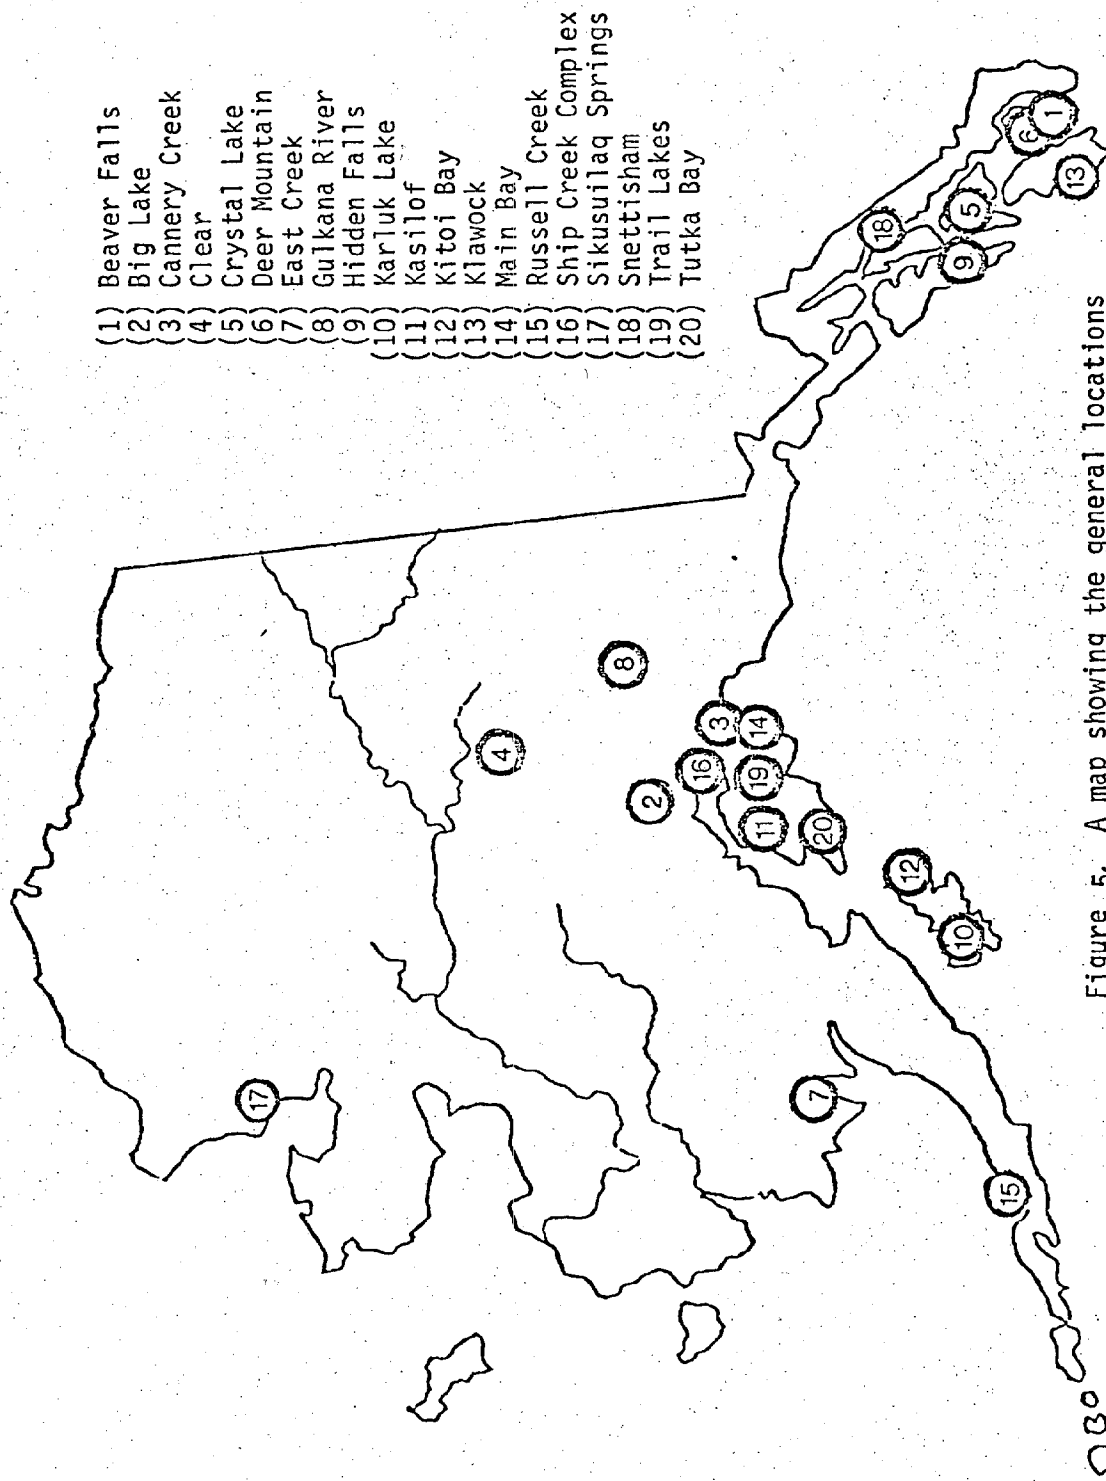 (1) Beaver Falls
(2) Big Lake
(3) Cannery Creek
(4) Clear
(5) Crystal Lake
(6) Deer Mountain
(7) East Creek
(8) Gulkana River
(9) Hidden Falls
(10) Karluk Lake
(11) Kasilof
(12) Kitoi Bay
(13) Klawock
(14) Main Bay
(15) Russell Creek
(16) Ship Creek Complex
(17) Sikusuilaq Springs
(18) Snettisham
(19) Trail Lakes
(20) Tutka Bay
17
4
8
2
16
3
14
19
11
20
12
10
7
15
18
9
5
6
1
13
Figure 5. A map showing the general locations